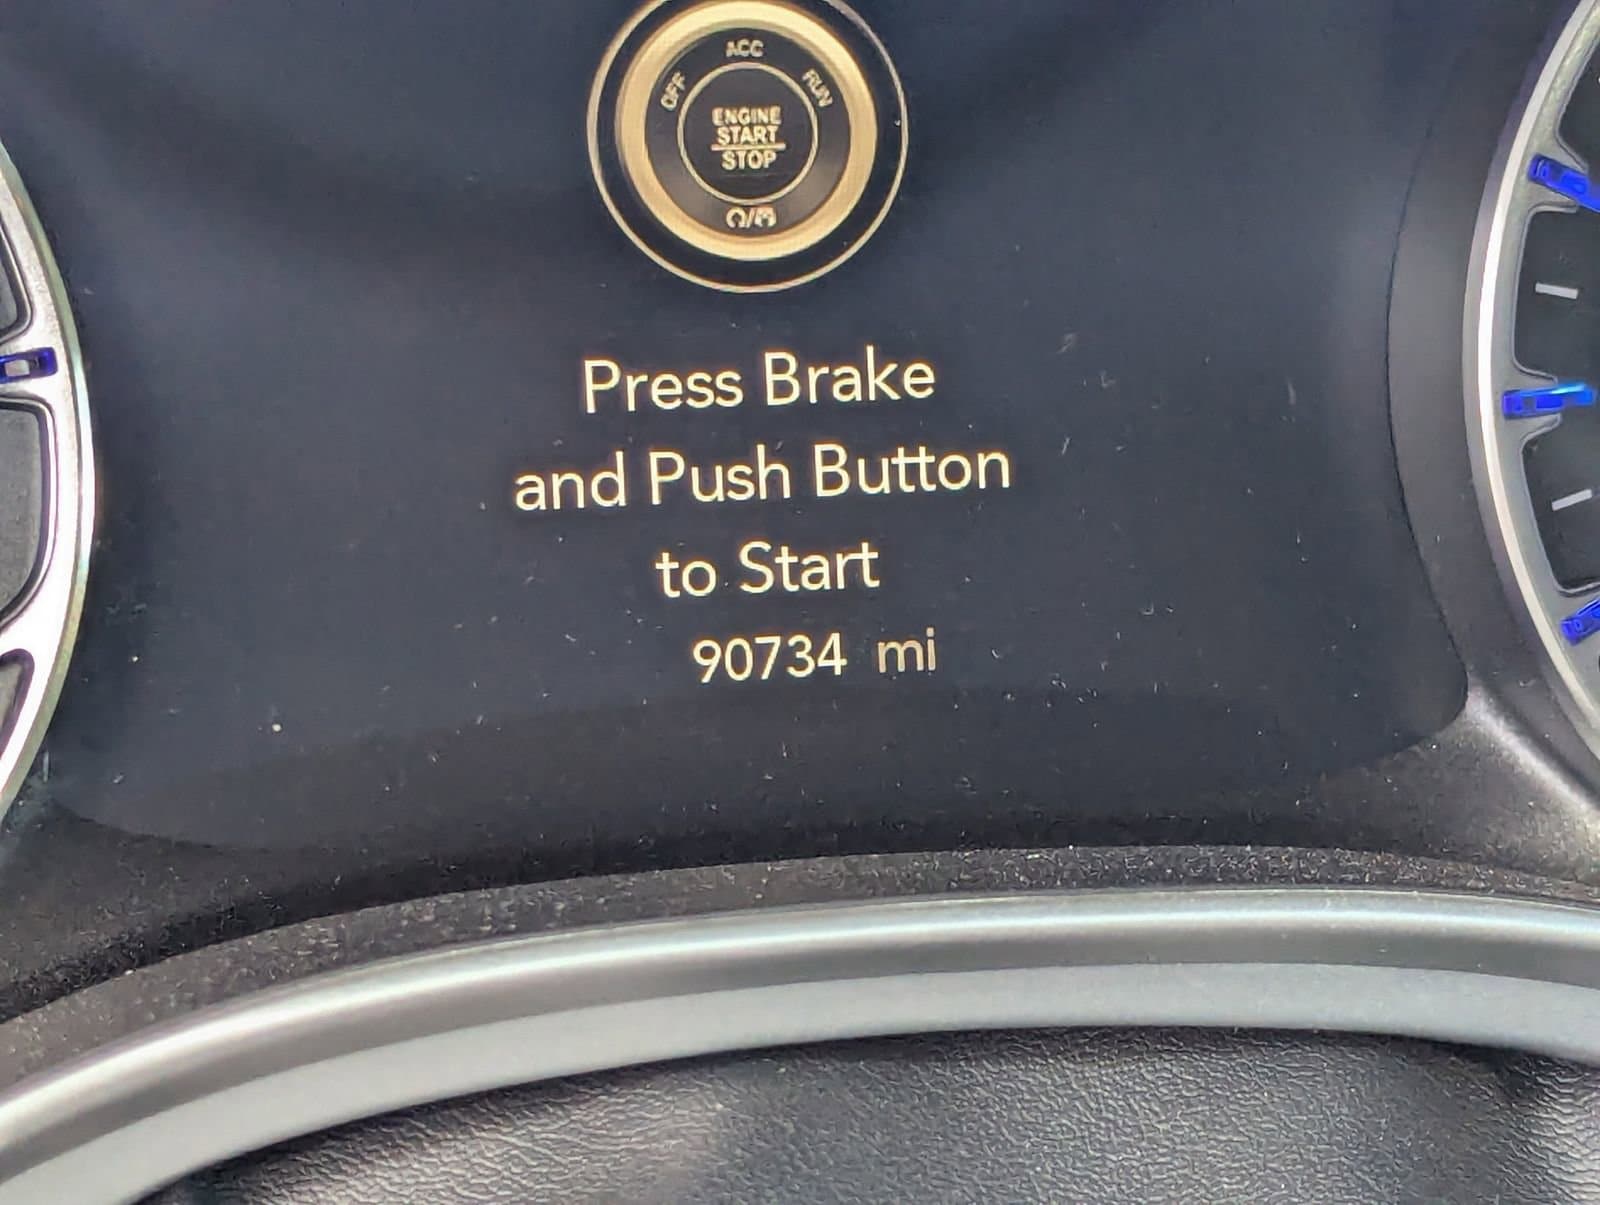 ACC
OFF
RUN
ENGINE
START
STOP
Press Brake
and Push Button
to Start
90734 mi